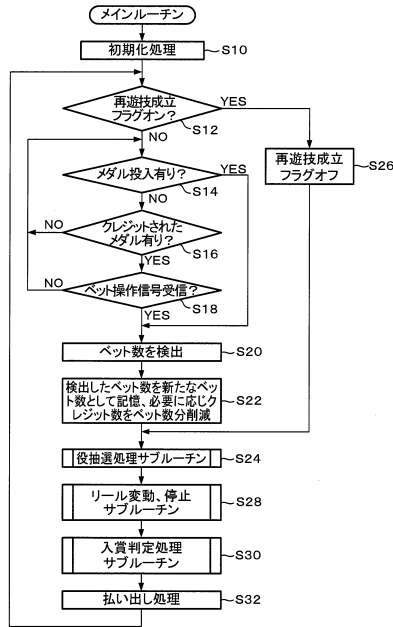 メインルーチン
初期化処理
S10
再遊技成立
フラグオン？
YES
S12
NO
メダル投入有り？
YES
S14
再遊技成立
フラグオフ
S26
NO
NO
クレジットされた
メダル有り？
S16
YES
NO
ベット操作信号受信？
S18
YES
ベット数を検出
S20
検出したベット数を新たなベッ
ト数として記憶、必要に応じク
レジット数をベット数分削減
S22
役抽選処理サブルーチン
S24
リール変動、停止
サブルーチン
S28
入賞判定処理
サブルーチン
S30
払い出し処理
S32